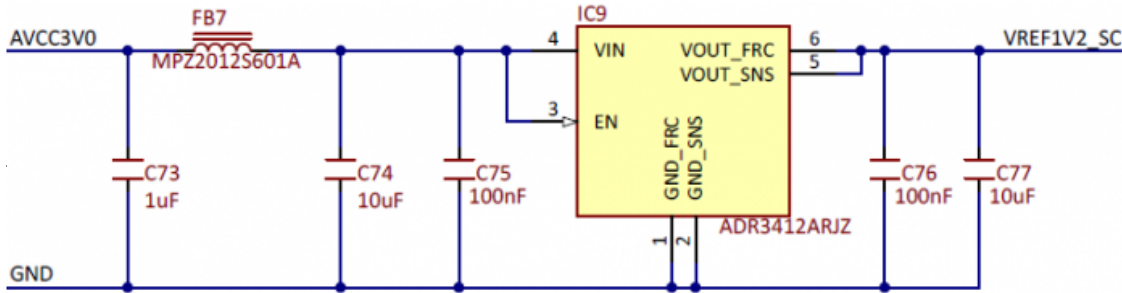 FB7
IC9
AVCC3V0
MPZ2012S601A
4
VIN
VOUT_FRC
6
VREF1V2_SC
VOUT_SNS
5
3
EN
GND_FRC
GND_SNS
C73
1uF
C74
10uF
C75
100nF
C76
100nF
C77
10uF
1
2
ADR3412ARJZ
GND